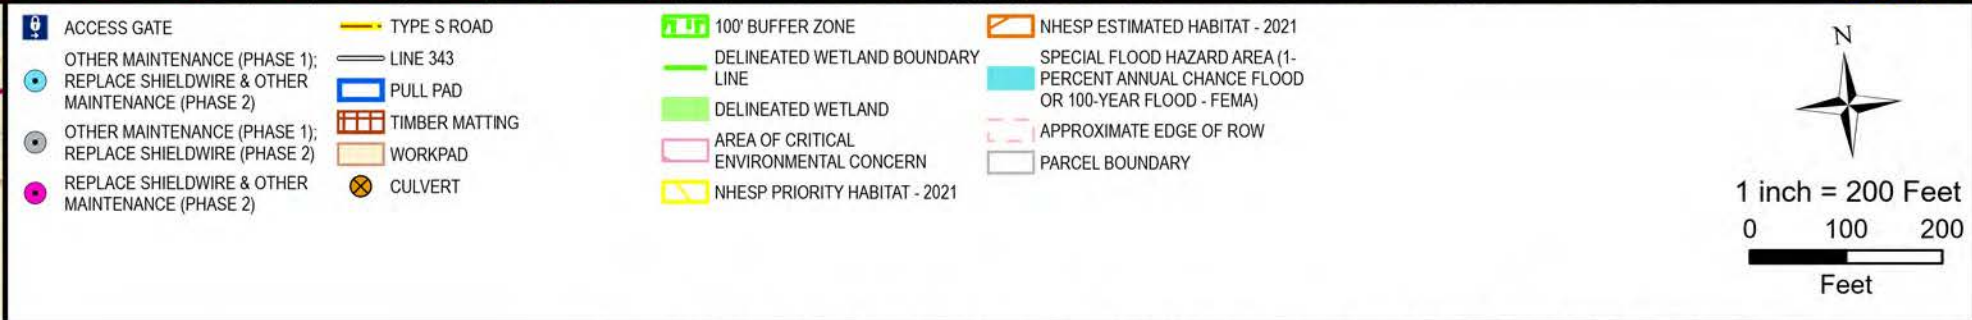 ACCESS GATE
OTHER MAINTENANCE (PHASE 1);
REPLACE SHIELDWIRE & OTHER
MAINTENANCE (PHASE 2)
OTHER MAINTENANCE (PHASE 1);
REPLACE SHIELDWIRE (PHASE 2)
REPLACE SHIELDWIRE & OTHER
MAINTENANCE (PHASE 2)
TYPE S ROAD
LINE 343
PULL PAD
TIMBER MATTING
WORKPAD
CULVERT
100' BUFFER ZONE
DELINEATED WETLAND BOUNDARY
LINE
DELINEATED WETLAND
AREA OF CRITICAL
ENVIRONMENTAL CONCERN
NHESP PRIORITY HABITAT - 2021
NHESP ESTIMATED HABITAT - 2021
SPECIAL FLOOD HAZARD AREA (1-
PERCENT ANNUAL CHANCE FLOOD
OR 100-YEAR FLOOD - FEMA)
APPROXIMATE EDGE OF ROW
PARCEL BOUNDARY
N
1 inch = 200 Feet
0 100 200
Feet